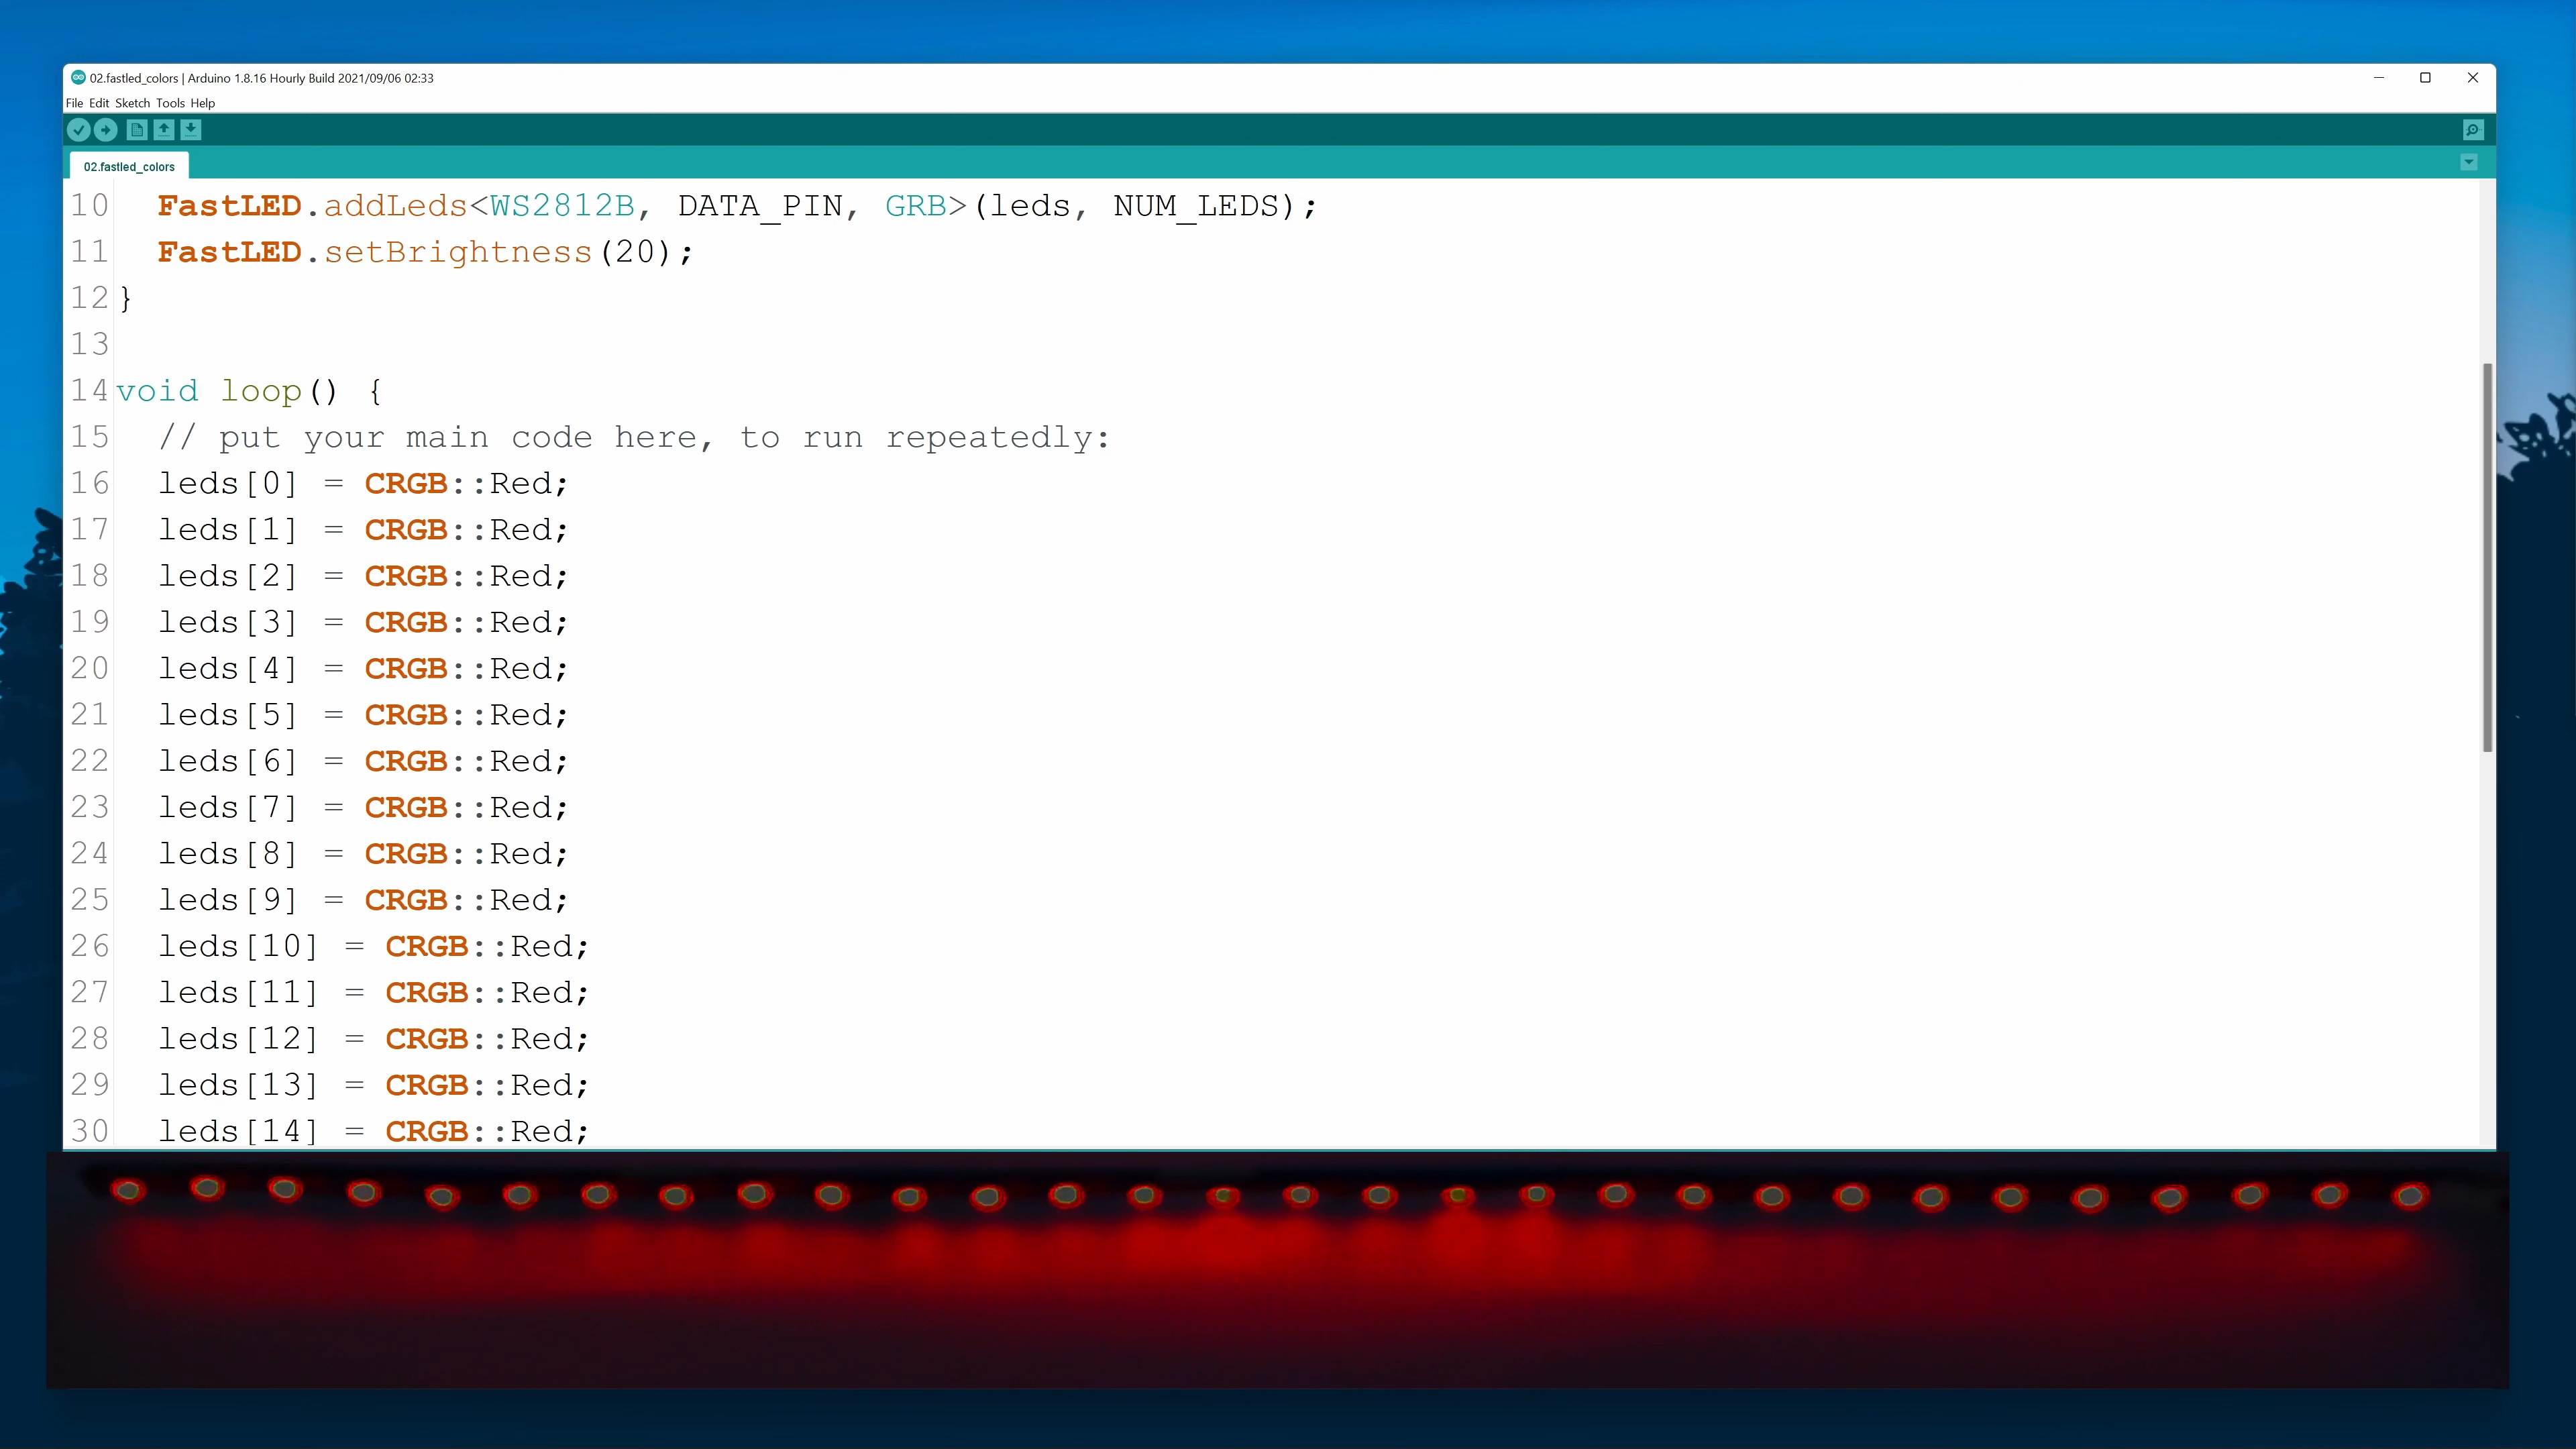 02.fastled_colors | Arduino 1.8.16 Hourly Build 2021/09/06 02:33
File Edit Sketch Tools Help
02.fastled_colors
10 FastLED.addLeds<WS2812B, DATA_PIN, GRB>(leds, NUM_LEDS);
11 FastLED.setBrightness(20);
12 }
13
14 void loop() {
15 // put your main code here, to run repeatedly:
16 leds[0] = CRGB::Red;
17 leds[1] = CRGB::Red;
18 leds[2] = CRGB::Red;
19 leds[3] = CRGB::Red;
20 leds[4] = CRGB::Red;
21 leds[5] = CRGB::Red;
22 leds[6] = CRGB::Red;
23 leds[7] = CRGB::Red;
24 leds[8] = CRGB::Red;
25 leds[9] = CRGB::Red;
26 leds[10] = CRGB::Red;
27 leds[11] = CRGB::Red;
28 leds[12] = CRGB::Red;
29 leds[13] = CRGB::Red;
30 leds[14] = CRGB::Red;